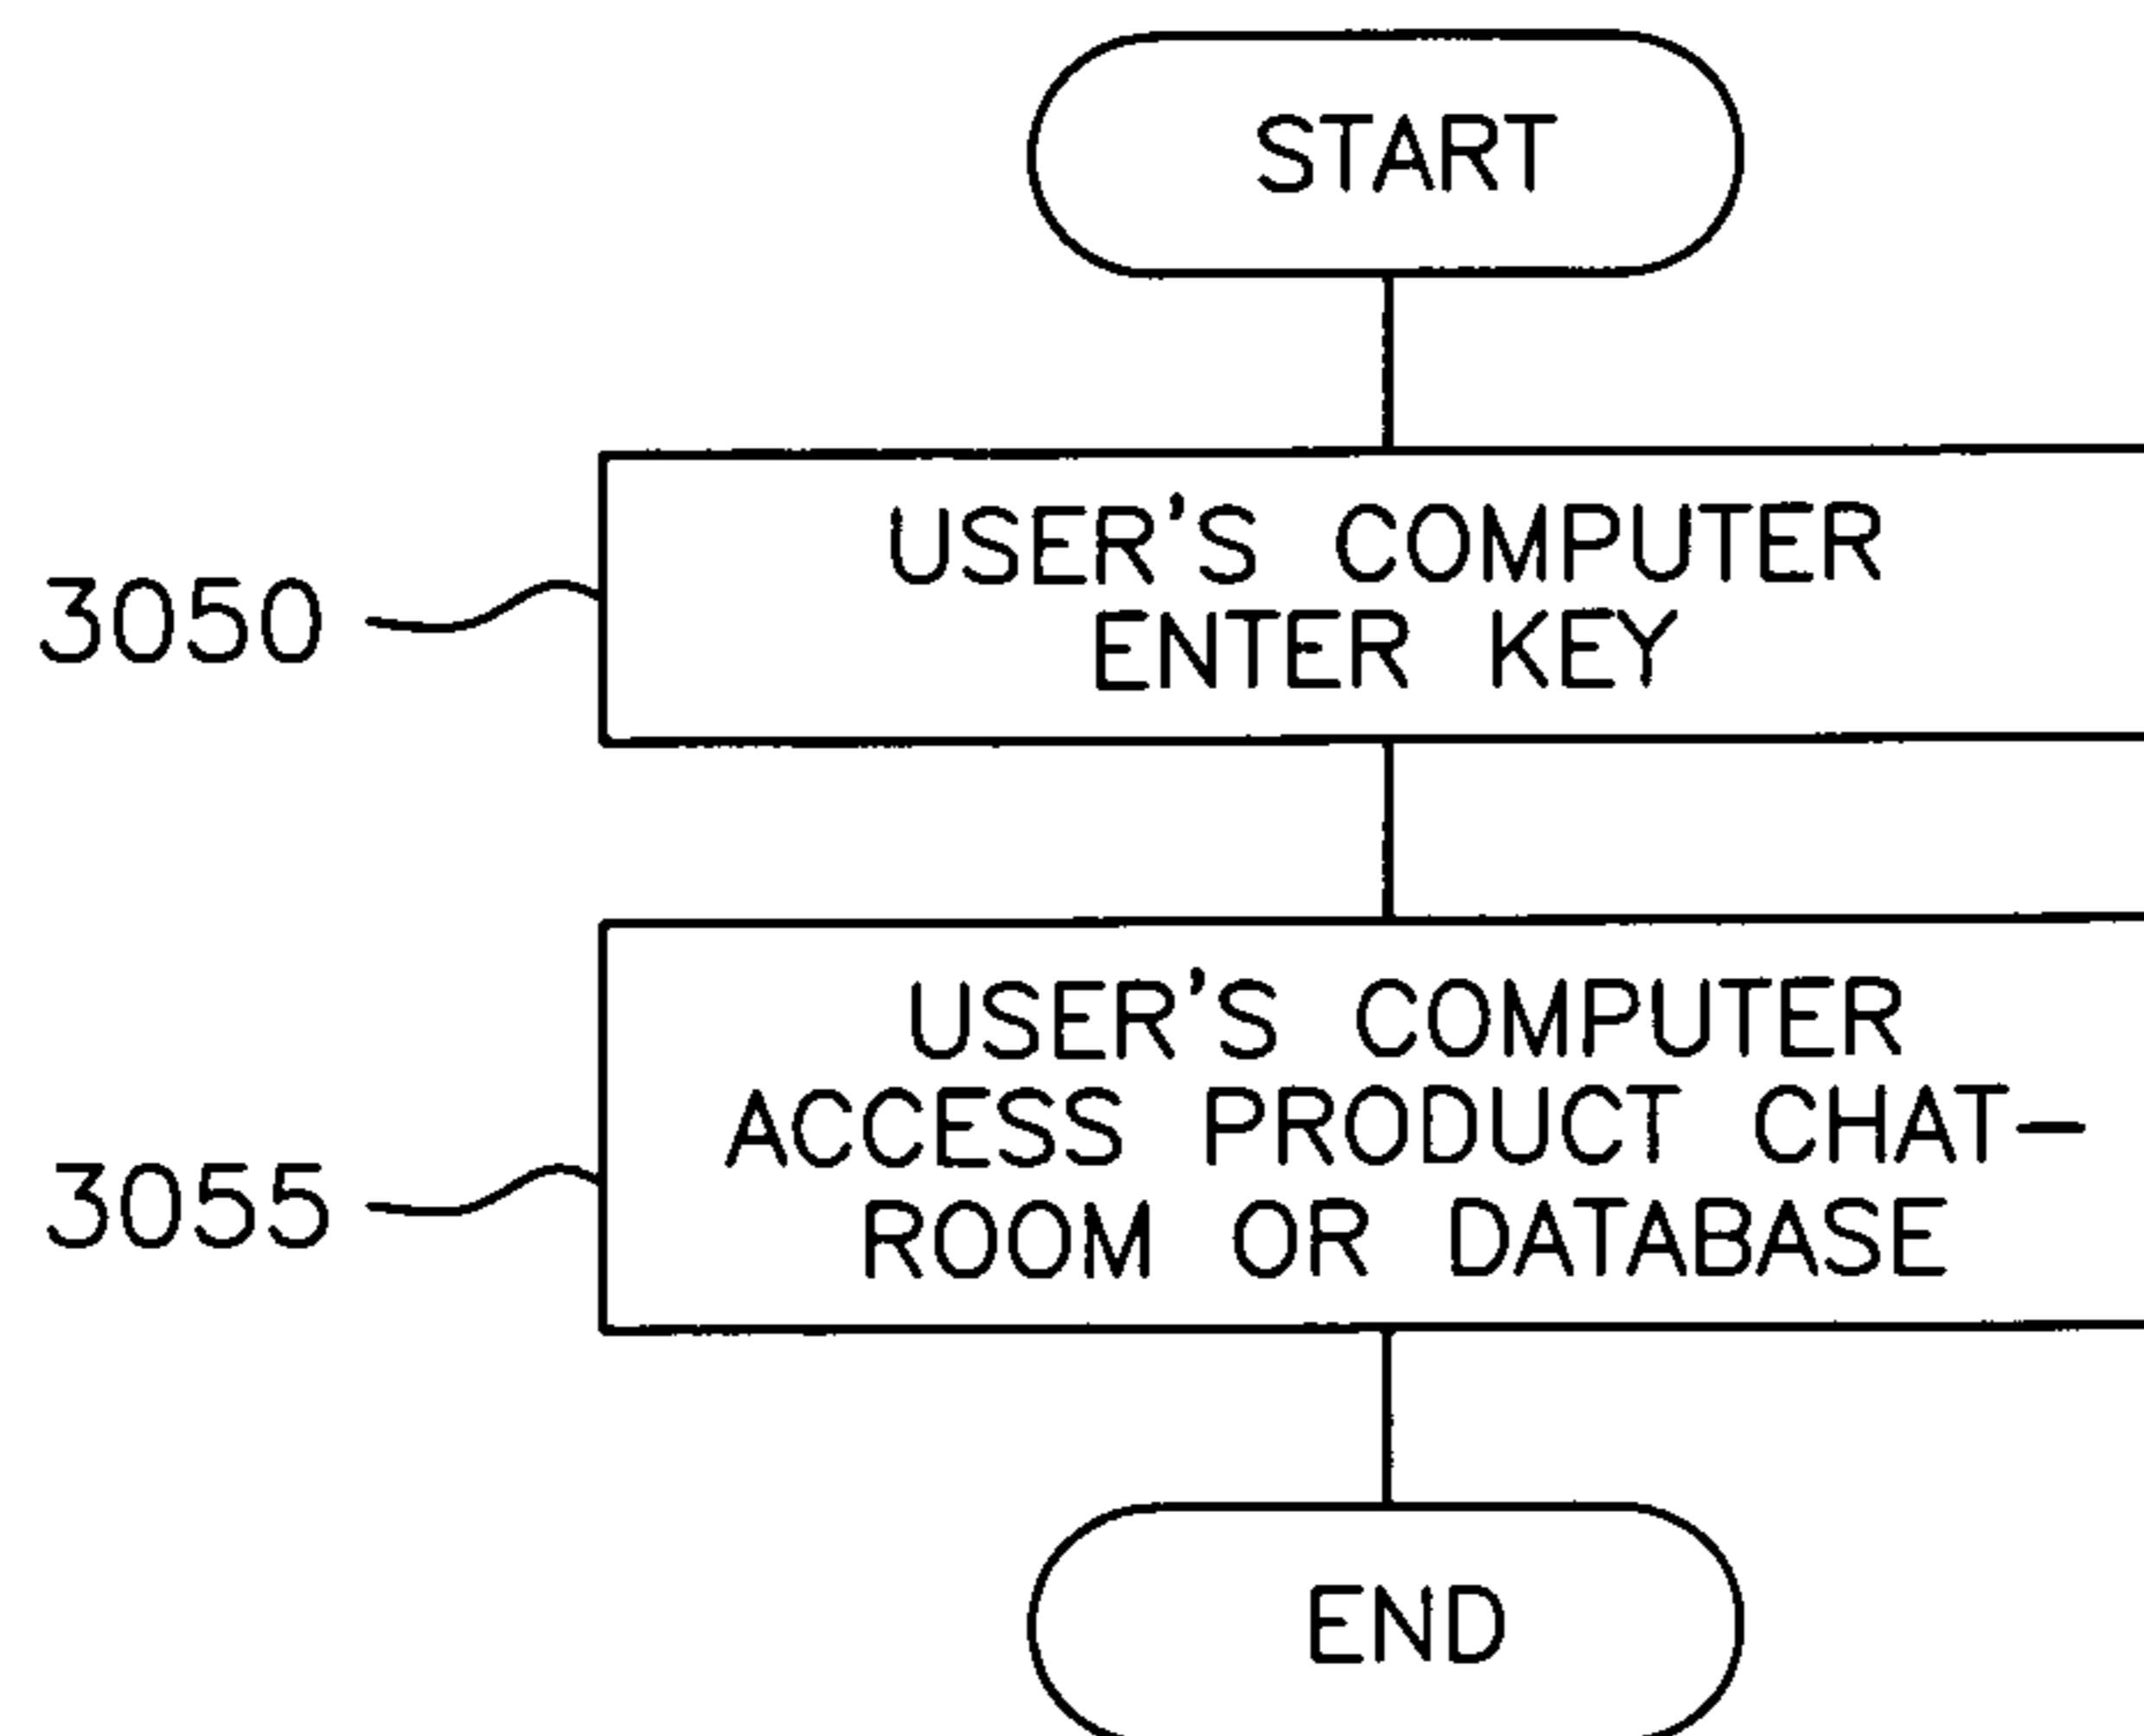 START
USER'S COMPUTER
ENTER KEY
3050
USER'S COMPUTER
ACCESS PRODUCT CHAT-
ROOM OR DATABASE
3055
END